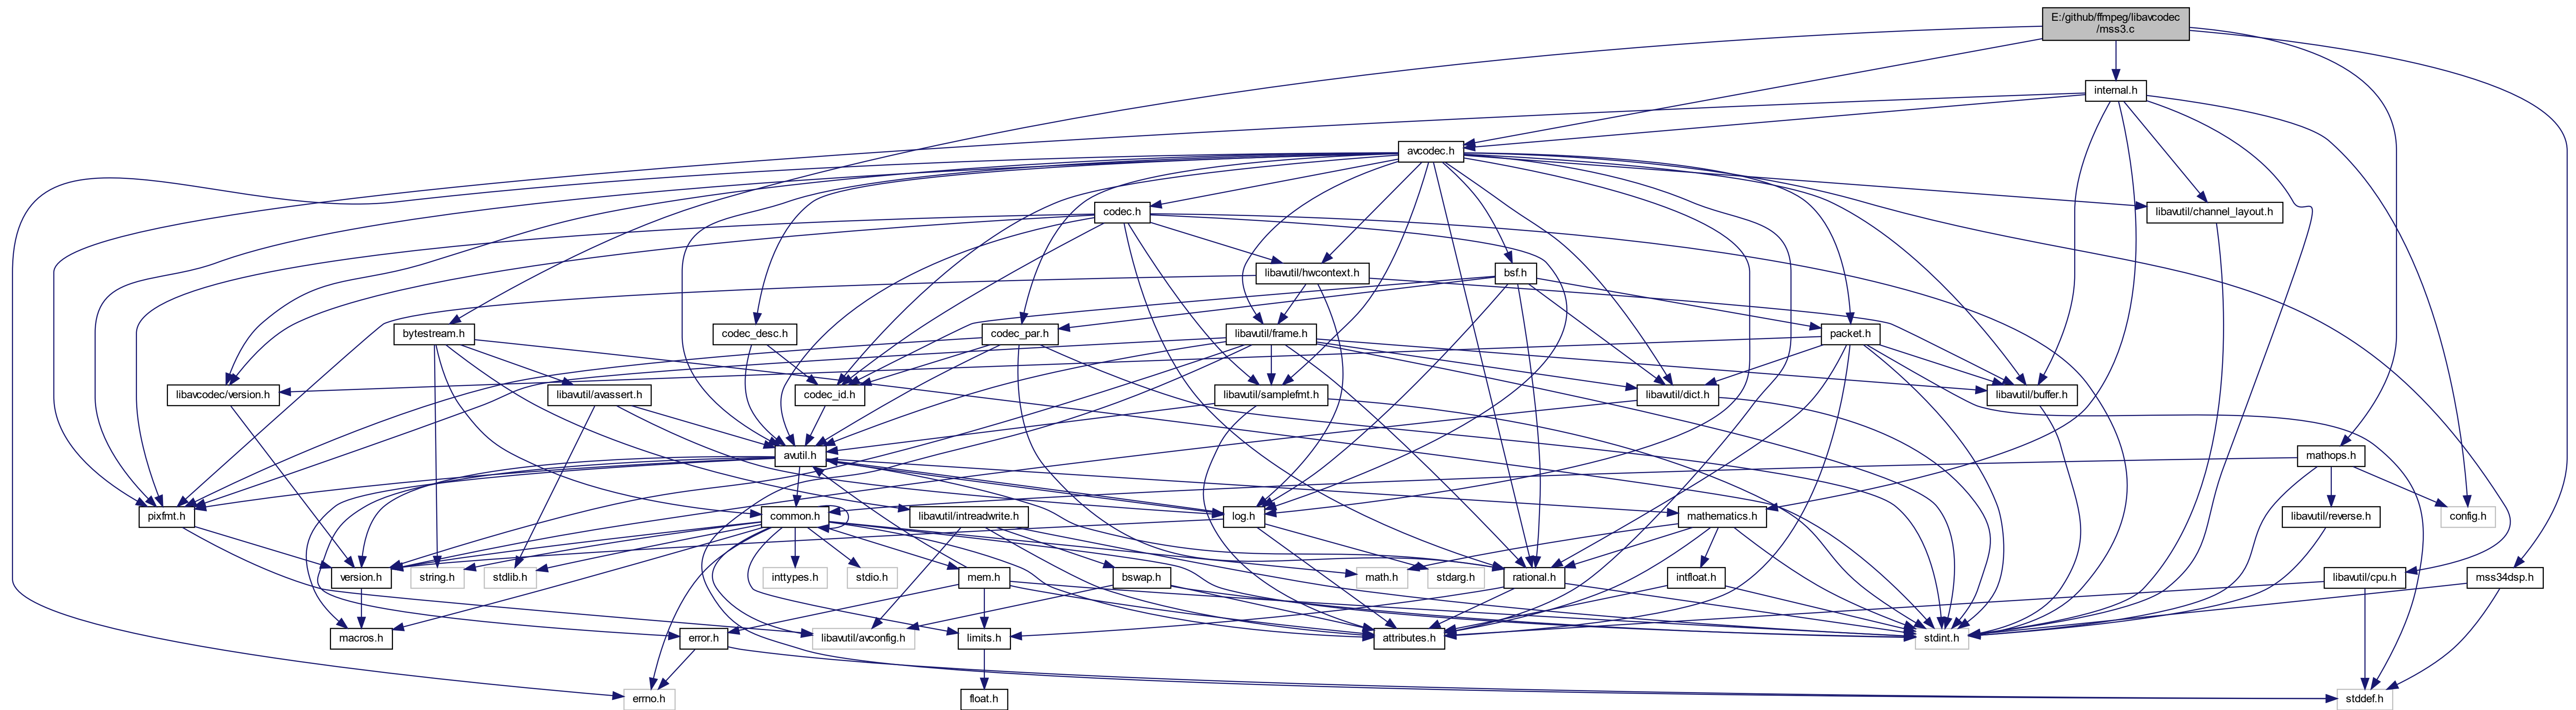 E:/github/ffmpeg/libavcodec
/mss3.c
internal.h
avcodec.h
codec.h
libavutil/channel_layout.h
libavutil/hwcontext.h
bsf.h
bytestream.h
codec_desc.h
codec_par.h
libavutil/frame.h
packet.h
libavcodec/version.h
libavutil/avassert.h
codec_id.h
libavutil/samplefmt.h
libavutil/dict.h
libavutil/buffer.h
avutil.h
mathops.h
pixfmt.h
common.h
libavutil/intreadwrite.h
log.h
mathematics.h
libavutil/reverse.h
config.h
version.h
string.h
stdlib.h
inttypes.h
stdio.h
mem.h
bswap.h
math.h
stdarg.h
rational.h
intfloat.h
libavutil/cpu.h
mss34dsp.h
macros.h
error.h
libavutil/avconfig.h
limits.h
attributes.h
stdint.h
errno.h
float.h
stddef.h